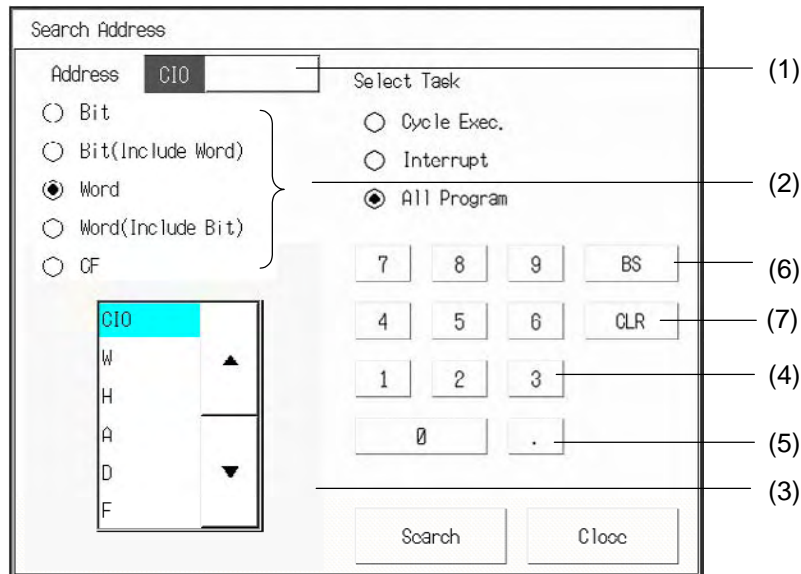 Search Address
Address CIO (1)
Select Task
Bit
Bit(Include Word)
Word
Word(Include Bit)
CF
(2)
Cycle Exec.
Interrupt
All Program
7 8 9 BS (6)
4 5 6 CLR (7)
1 2 3 (4)
0 . (5)
CIO
W
H
A
D
F
(3)
Search Close